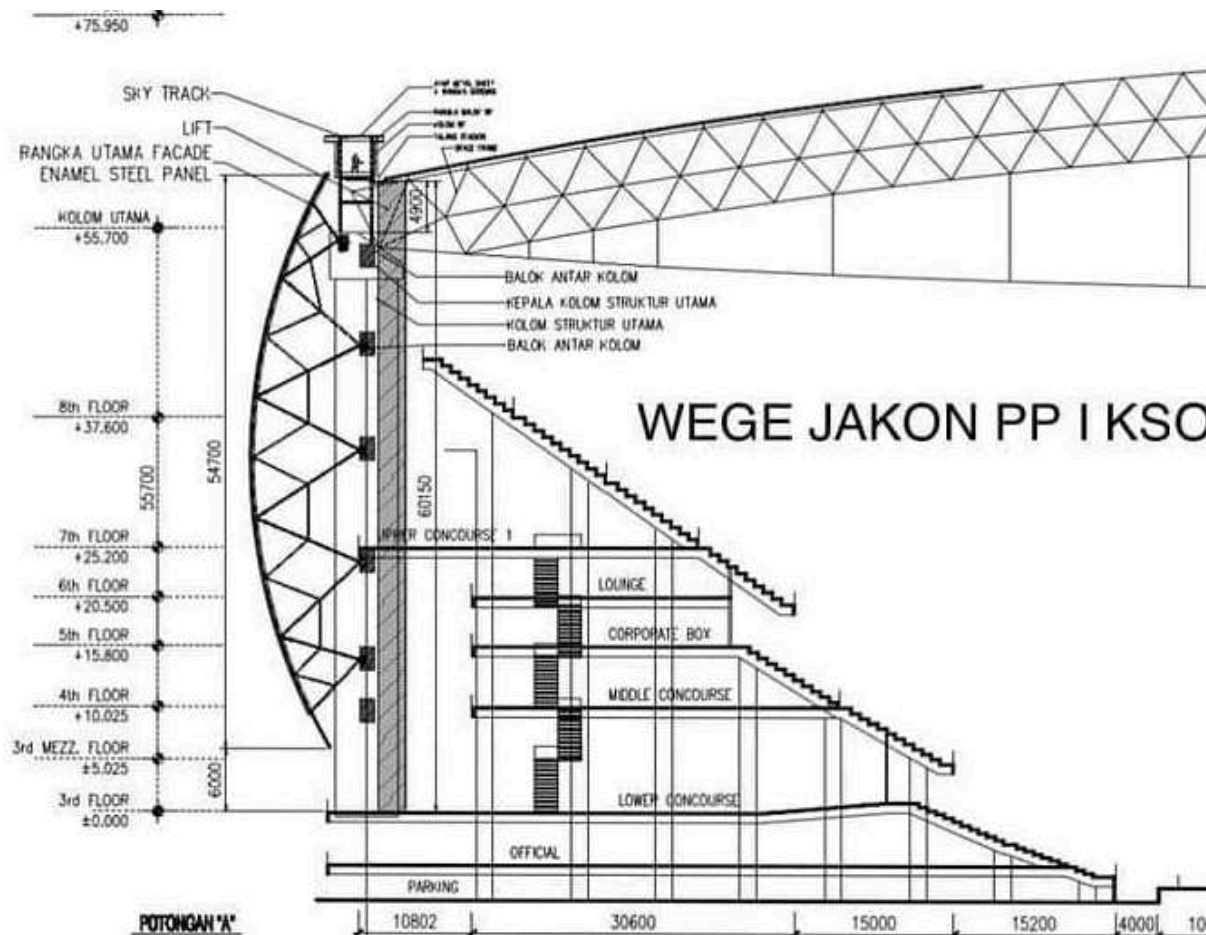 +75.950
SKY TRACK
LIFT
RANGKA UTAMA FACADE
ENAMEL STEEL PANEL
KOLOM UTAMA
+55.700
4900
BALOK ANTAR KOLOM
KEPALA KOLOM STRUKTUR UTAMA
KOLOM STRUKTUR UTAMA
BALOK ANTAR KOLOM
WEGE JAKON PP I KSO
8th FLOOR
+37.600
55700
54700
60150
7th FLOOR
+25.200
UPPER CONCOURSE 1
6th FLOOR
+20.500
LOUNGE
5th FLOOR
+15.800
CORPORATE BOX
4th FLOOR
+10.025
MIDDLE CONCOURSE
3rd MEZZ. FLOOR
±5.025
6000
3rd FLOOR
±0.000
LOWER CONCOURSE
OFFICIAL
PARKING
POTONGAN "A"
10802
30600
15000
15200
4000
10